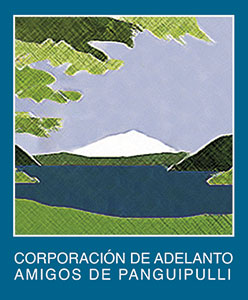 CORPORACIÓN DE ADELANTO
AMIGOS DE PANGUIPULLI